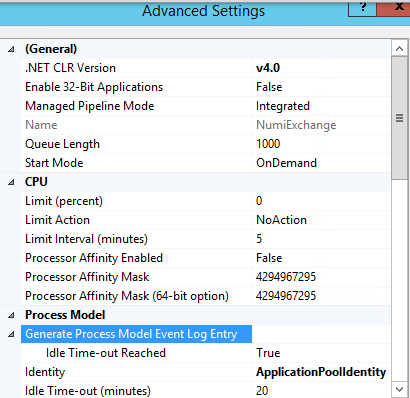 Advanced Settings ? x
(General)
.NET CLR Version v4.0
Enable 32-Bit Applications False
Managed Pipeline Mode Integrated
Name NumiExchange
Queue Length 1000
Start Mode OnDemand
CPU
Limit (percent) 0
Limit Action NoAction
Limit Interval (minutes) 5
Processor Affinity Enabled False
Processor Affinity Mask 4294967295
Processor Affinity Mask (64-bit option) 4294967295
Process Model
Generate Process Model Event Log Entry
Idle Time-out Reached True
Identity ApplicationPoolIdentity
Idle Time-out (minutes) 20